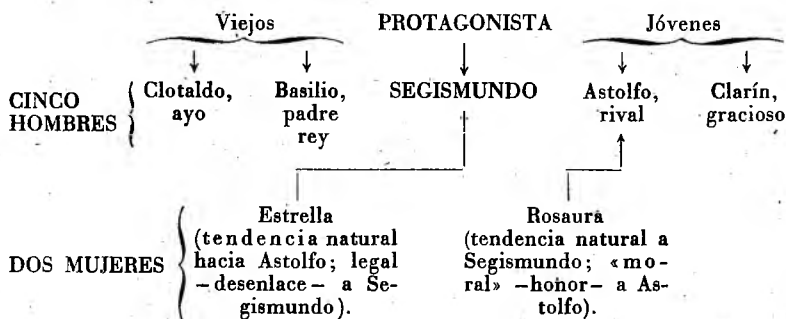 Viejos PROTAGONISTA Jóvenes
CINCO HOMBRES
Clotaldo, ayo
Basilio, padre rey
SEGISMUNDO
Astolfo, rival
Clarín, gracioso
DOS MUJERES
Estrella
(tendencia natural
hacia Astolfo; legal
—desenlace— a Se-
gismundo).
Rosaura
(tendencia natural a
Segismundo; «mo-
ral» —honor— a As-
tolfo).